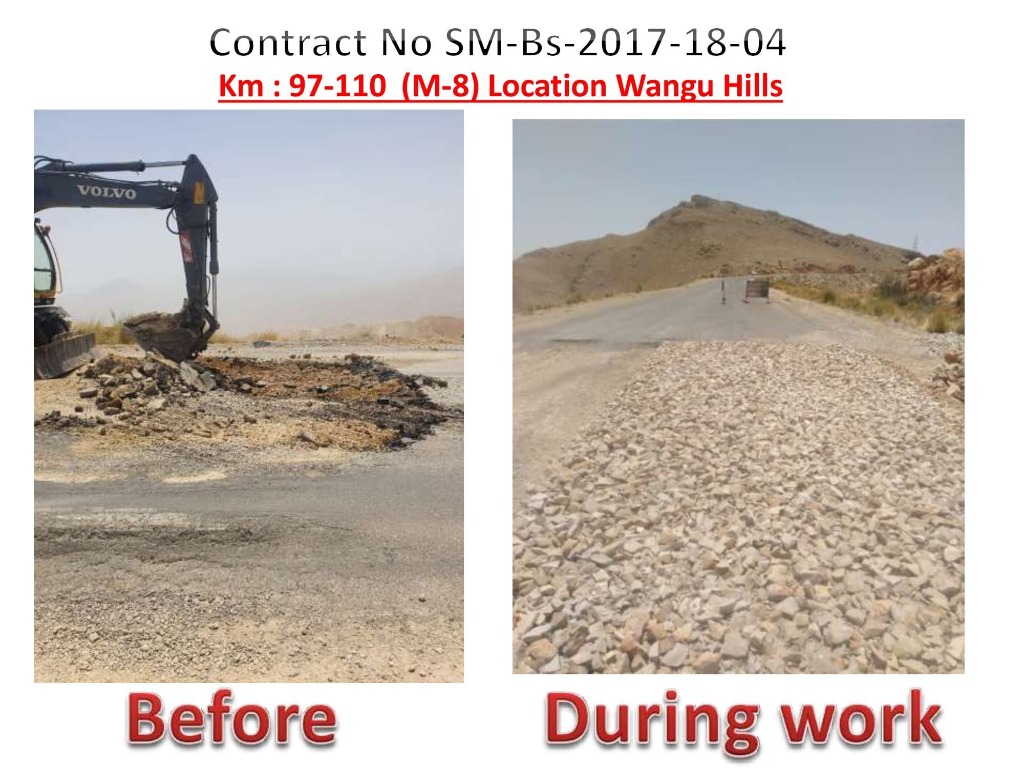 Contract No SM-Bs-2017-18-04
Km : 97-110 (M-8) Location Wangu Hills
VOLVO
Before
During work